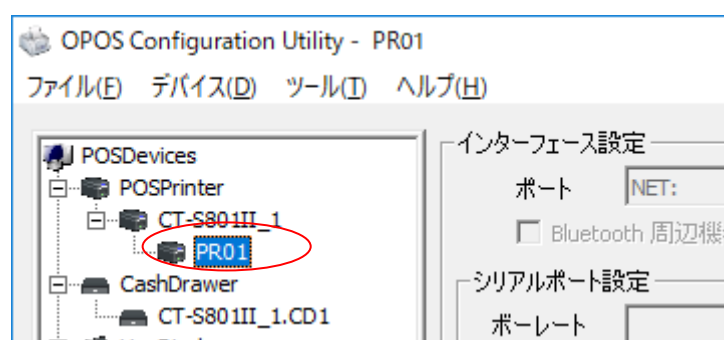 OPOS Configuration Utility - PR01
ファイル(F) デバイス(D) ツール(T) ヘルプ(H)
POSDevices
POSPrinter
CT-S801II_1
PR01
CashDrawer
CT-S801II_1.CD1
インターフェース設定
ポート NET:
Bluetooth 周辺機
シリアルポート設定
ボーレート